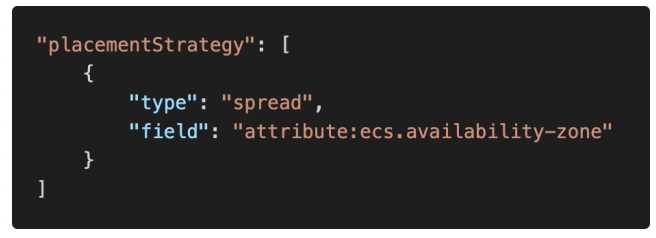 "placementStrategy": [
    {
        "type": "spread",
        "field": "attribute:ecs.availability-zone"
    }
]